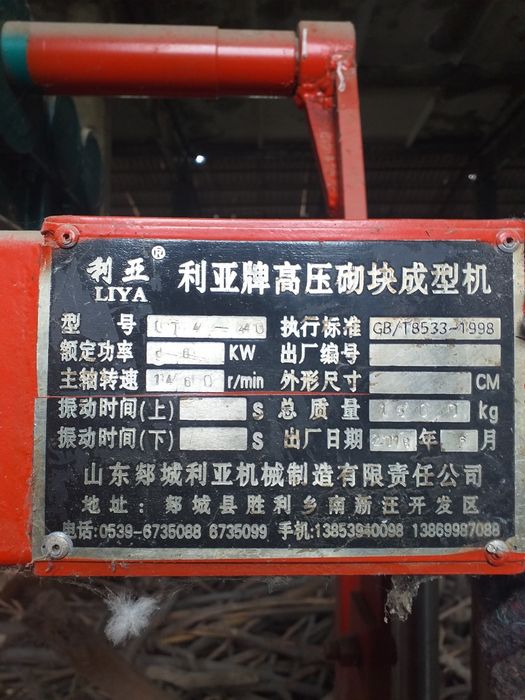 利亚® 利亚牌高压砌块成型机
LIYA
型 号 执行标准 GB/T8533-1998
额定功率 KW 出厂编号
主轴转速 1460 r/min 外形尺寸 CM
振动时间(上) S 总质量 kg
振动时间(下) S 出厂日期 年 月
山东郯城利亚机械制造有限责任公司
地址: 郯城县胜利乡南新汪开发区
电话:0539-6735088 6735099 手机:13853940098 13869987088